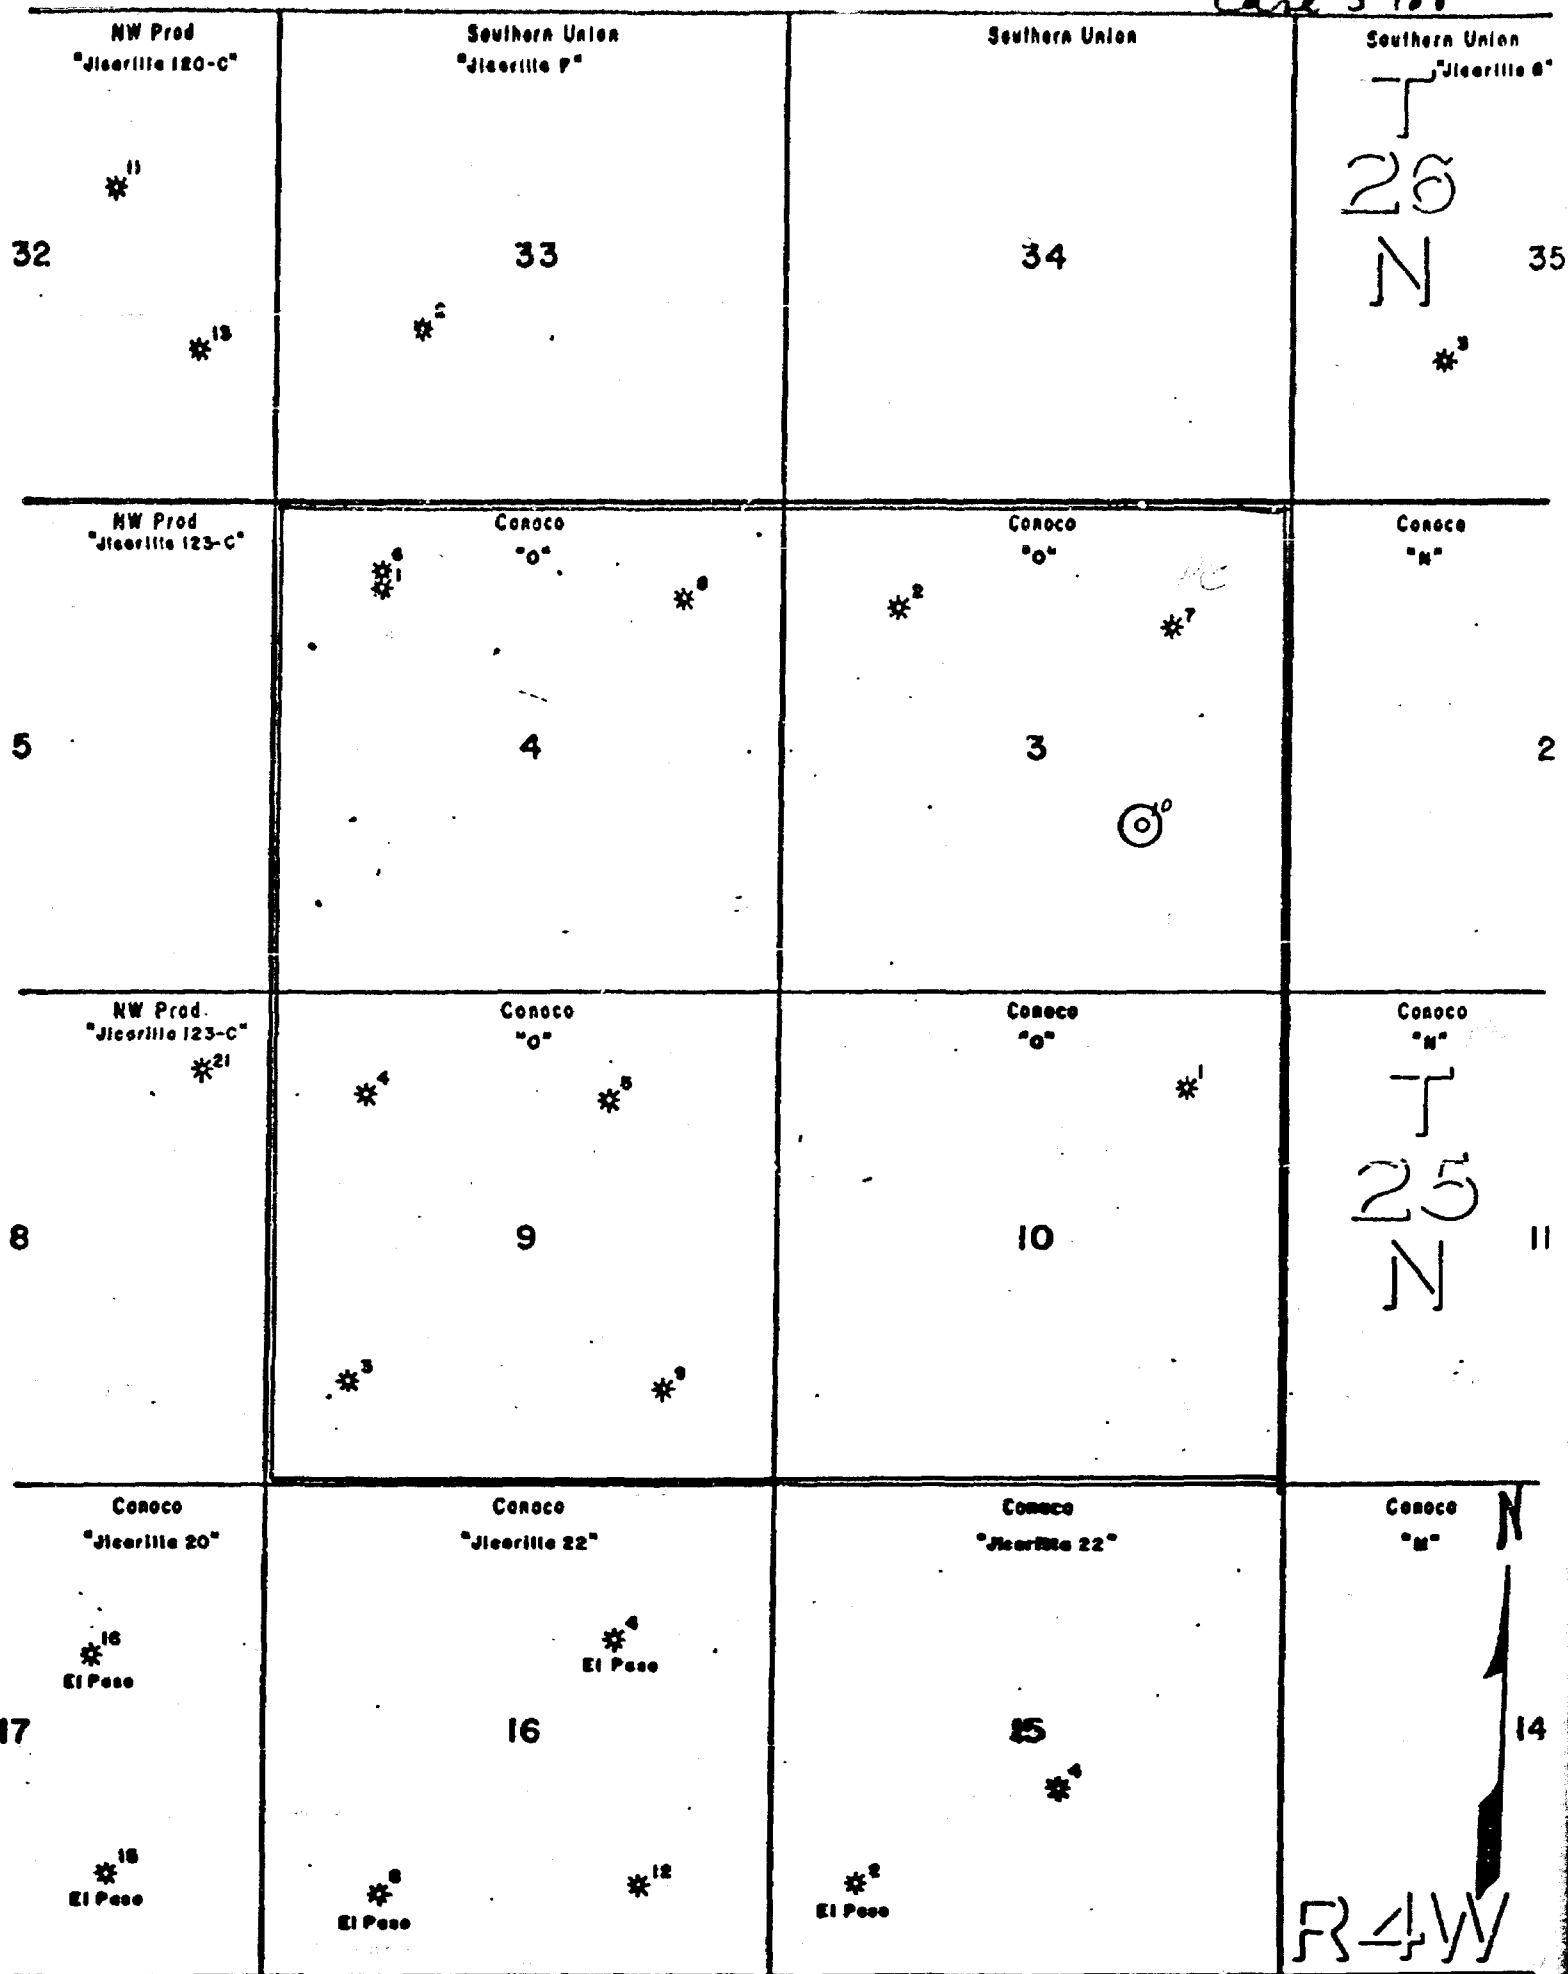 NW Prod
"Jicarilla 120-C"
Southern Union
"Jicarilla F"
Southern Union
Southern Union
"Jicarilla
T
26
N
11
32
33
34
35
13
3
NW Prod
"Jicarilla 123-C"
Conoco
"O"
Conoco
"O"
Conoco
"N"
6
1
8
2
7
5
4
3
2
10
NW Prod.
"Jicarilla 123-C"
Conoco
"O"
Conoco
"O"
Conoco
"N"
21
4
5
1
T
25
N
8
9
10
11
3
9
Conoco
"Jicarilla 20"
Conoco
"Jicarilla 22"
Conoco
"Jicarilla 22"
Conoco
N
16
El Paso
4
El Paso
17
16
15
14
4
El Paso
El Paso
12
2
El Paso
R4W